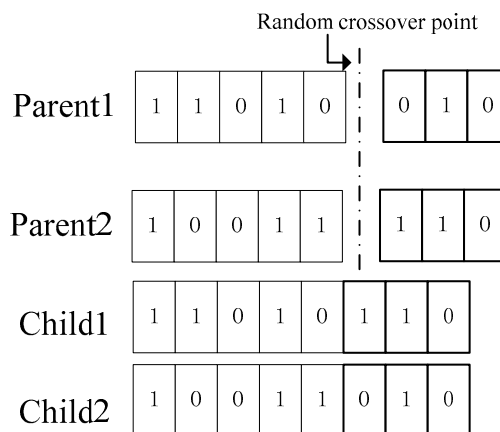 Random crossover point
Parent1 1 1 0 1 0 0 1 0
Parent2 1 0 0 1 1 1 1 0
Child1 1 1 0 1 0 1 1 0
Child2 1 0 0 1 1 0 1 0